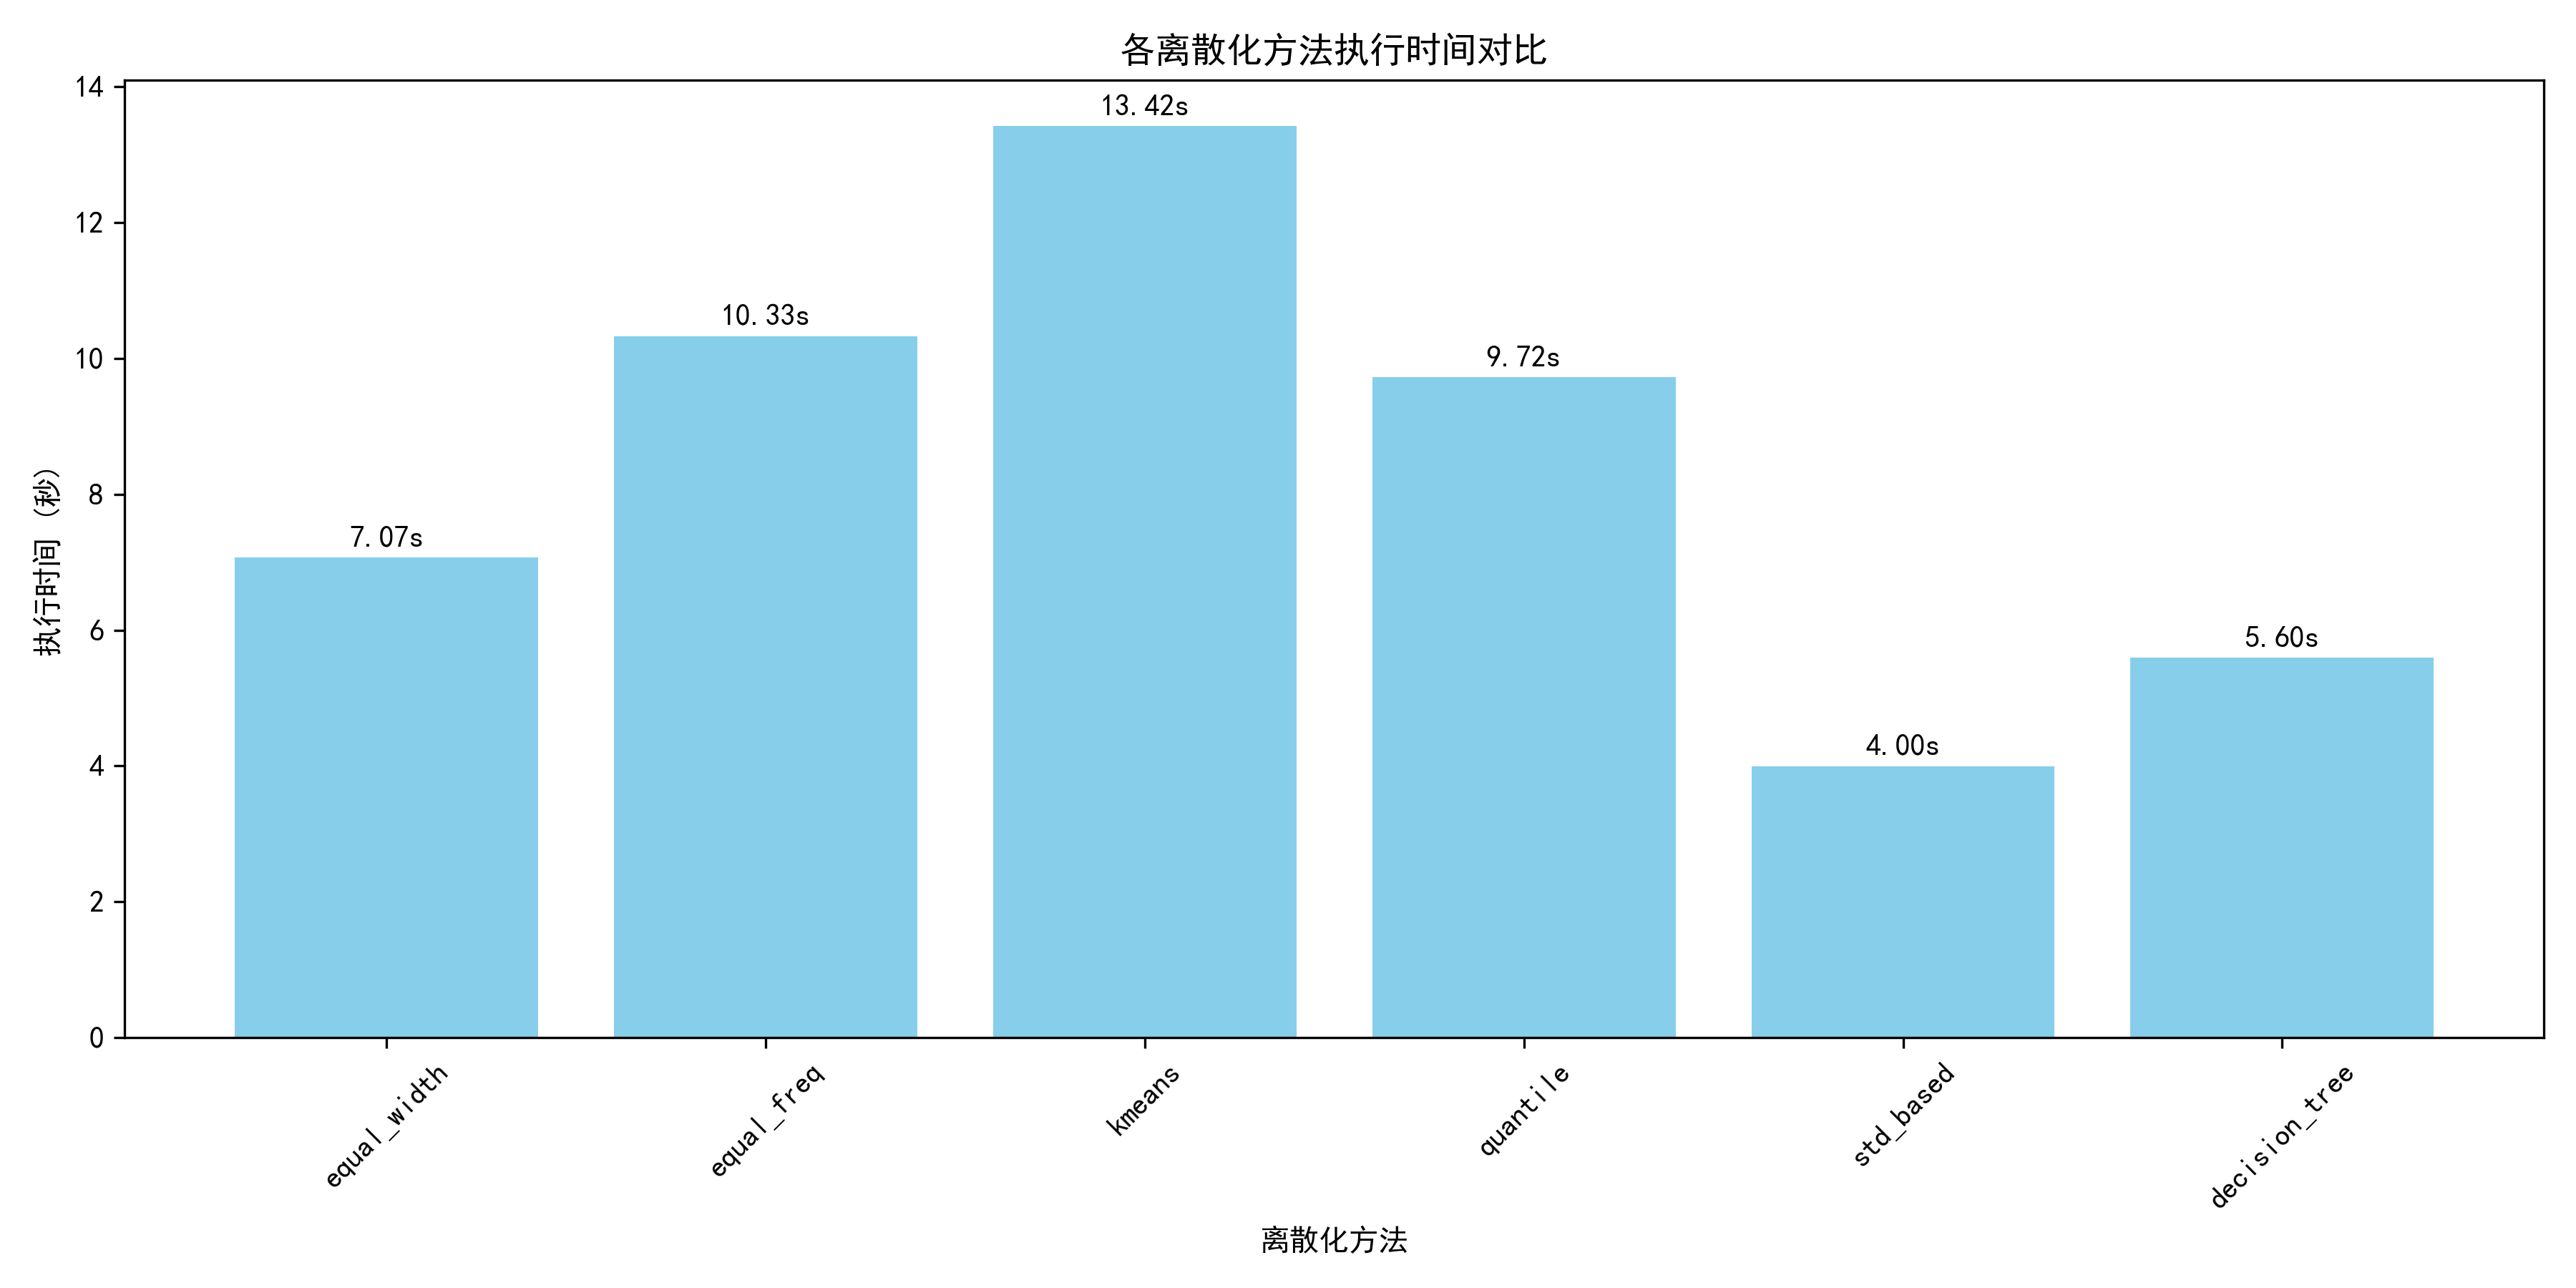 各离散化方法执行时间对比
执行时间 (秒)
14
12
10
8
6
4
2
0
7.07s
10.33s
13.42s
9.72s
4.00s
5.60s
equal_width
equal_freq
kmeans
quantile
std_based
decision_tree
离散化方法